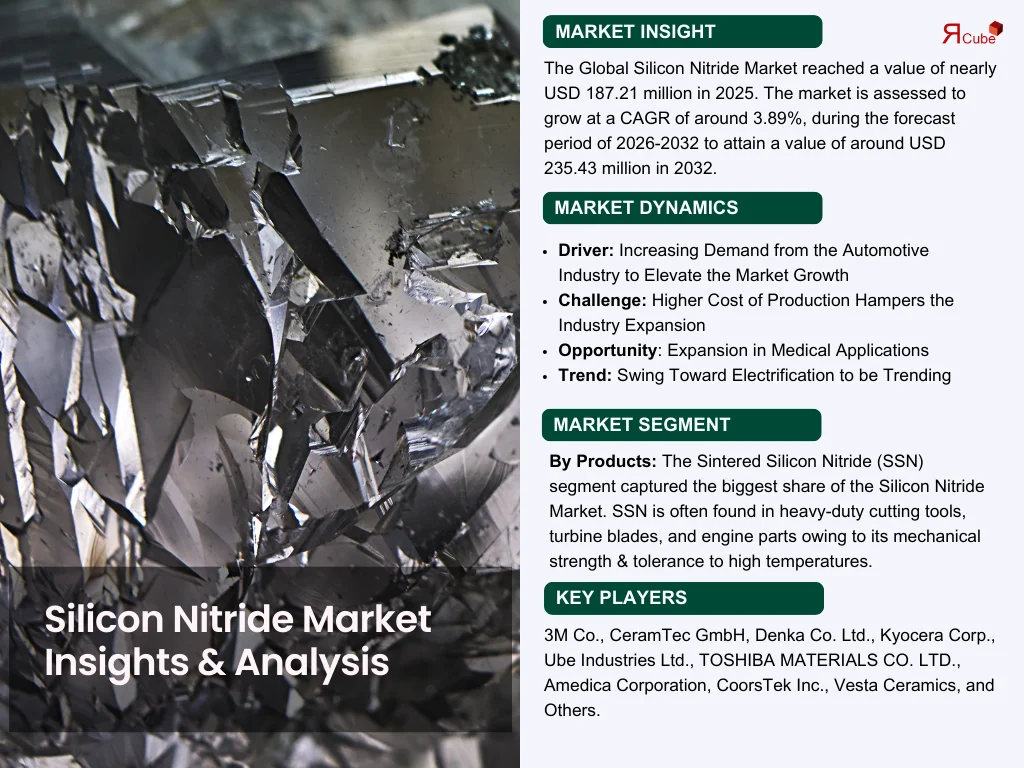 MARKET INSIGHT
ЯCube
The Global Silicon Nitride Market reached a value of nearly
USD 187.21 million in 2025. The market is assessed to
grow at a CAGR of around 3.89%, during the forecast
period of 2026-2032 to attain a value of around USD
235.43 million in 2032.
MARKET DYNAMICS
• Driver: Increasing Demand from the Automotive
Industry to Elevate the Market Growth
• Challenge: Higher Cost of Production Hampers the
Industry Expansion
• Opportunity: Expansion in Medical Applications
• Trend: Swing Toward Electrification to be Trending
MARKET SEGMENT
By Products: The Sintered Silicon Nitride (SSN)
segment captured the biggest share of the Silicon Nitride
Market. SSN is often found in heavy-duty cutting tools,
turbine blades, and engine parts owing to its mechanical
strength & tolerance to high temperatures.
KEY PLAYERS
3M Co., CeramTec GmbH, Denka Co. Ltd., Kyocera Corp.,
Ube Industries Ltd., TOSHIBA MATERIALS CO. LTD.,
Amedica Corporation, CoorsTek Inc., Vesta Ceramics, and
Others.
Silicon Nitride Market
Insights & Analysis